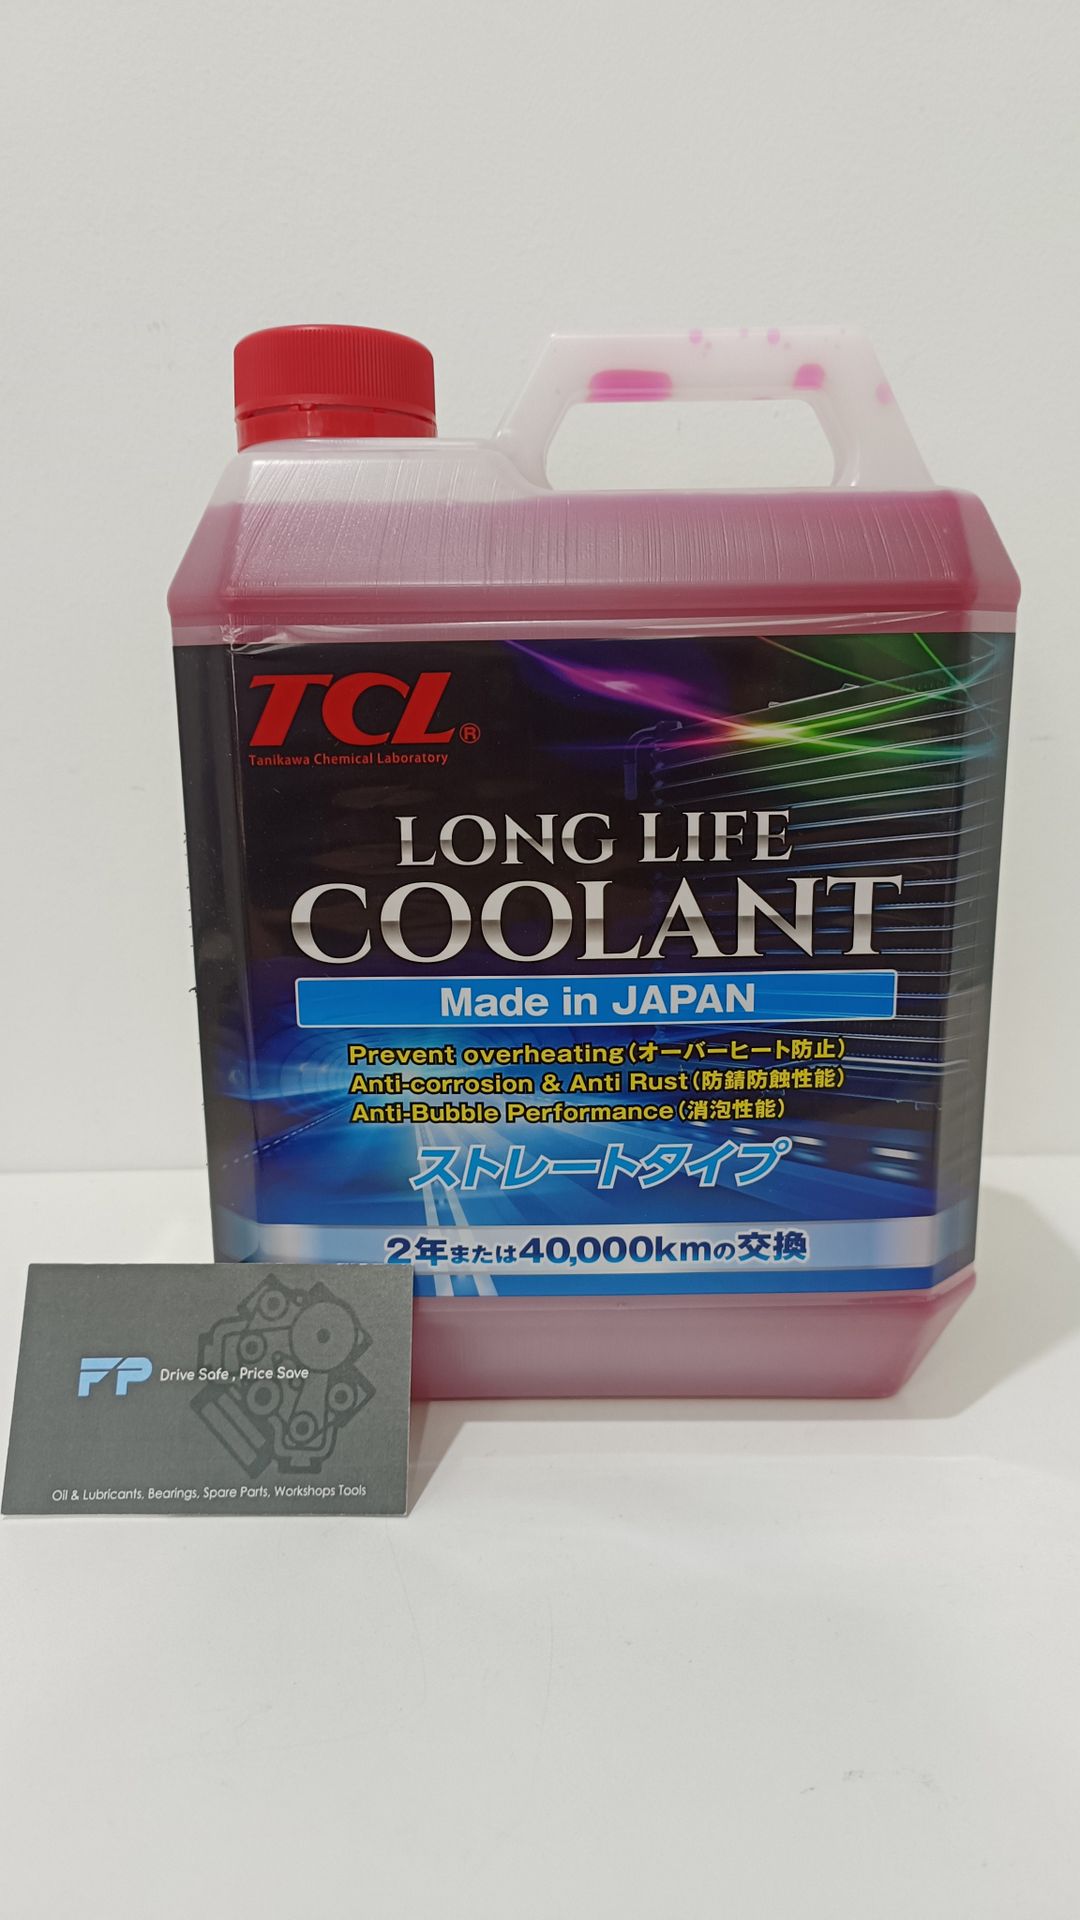 TCL®
Tanikawa Chemical Laboratory
LONG LIFE
COOLANT
Made in JAPAN
Prevent overheating(オーバーヒート防止)
Anti-corrosion & Anti Rust(防錆防蝕性能)
Anti-Bubble Performance(消泡性能)
ストレートタイプ
2年または40,000kmの交換
FP Drive Safe , Price Save
Oil & Lubricants, Bearings, Spare Parts, Workshops Tools